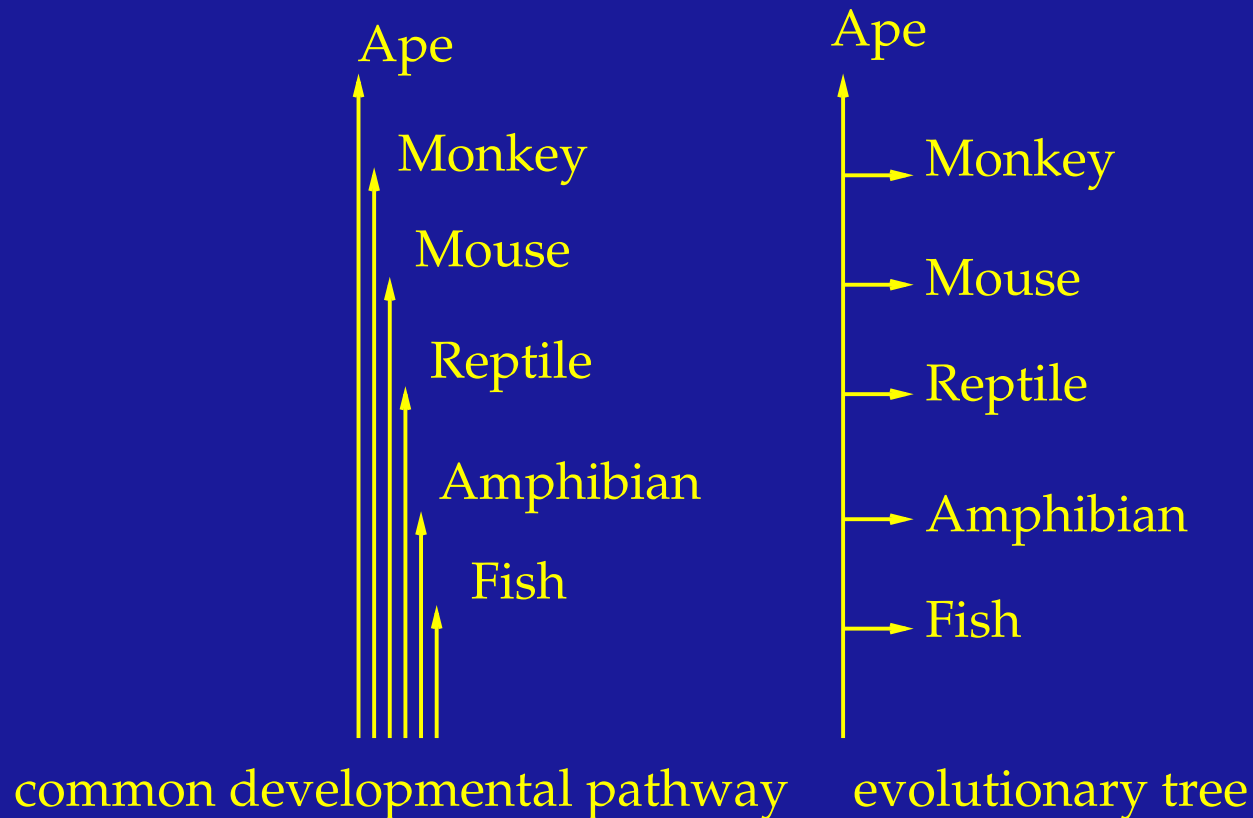 Ape
Monkey
Mouse
Reptile
Amphibian
Fish
common developmental pathway
Ape
Monkey
Mouse
Reptile
Amphibian
Fish
evolutionary tree